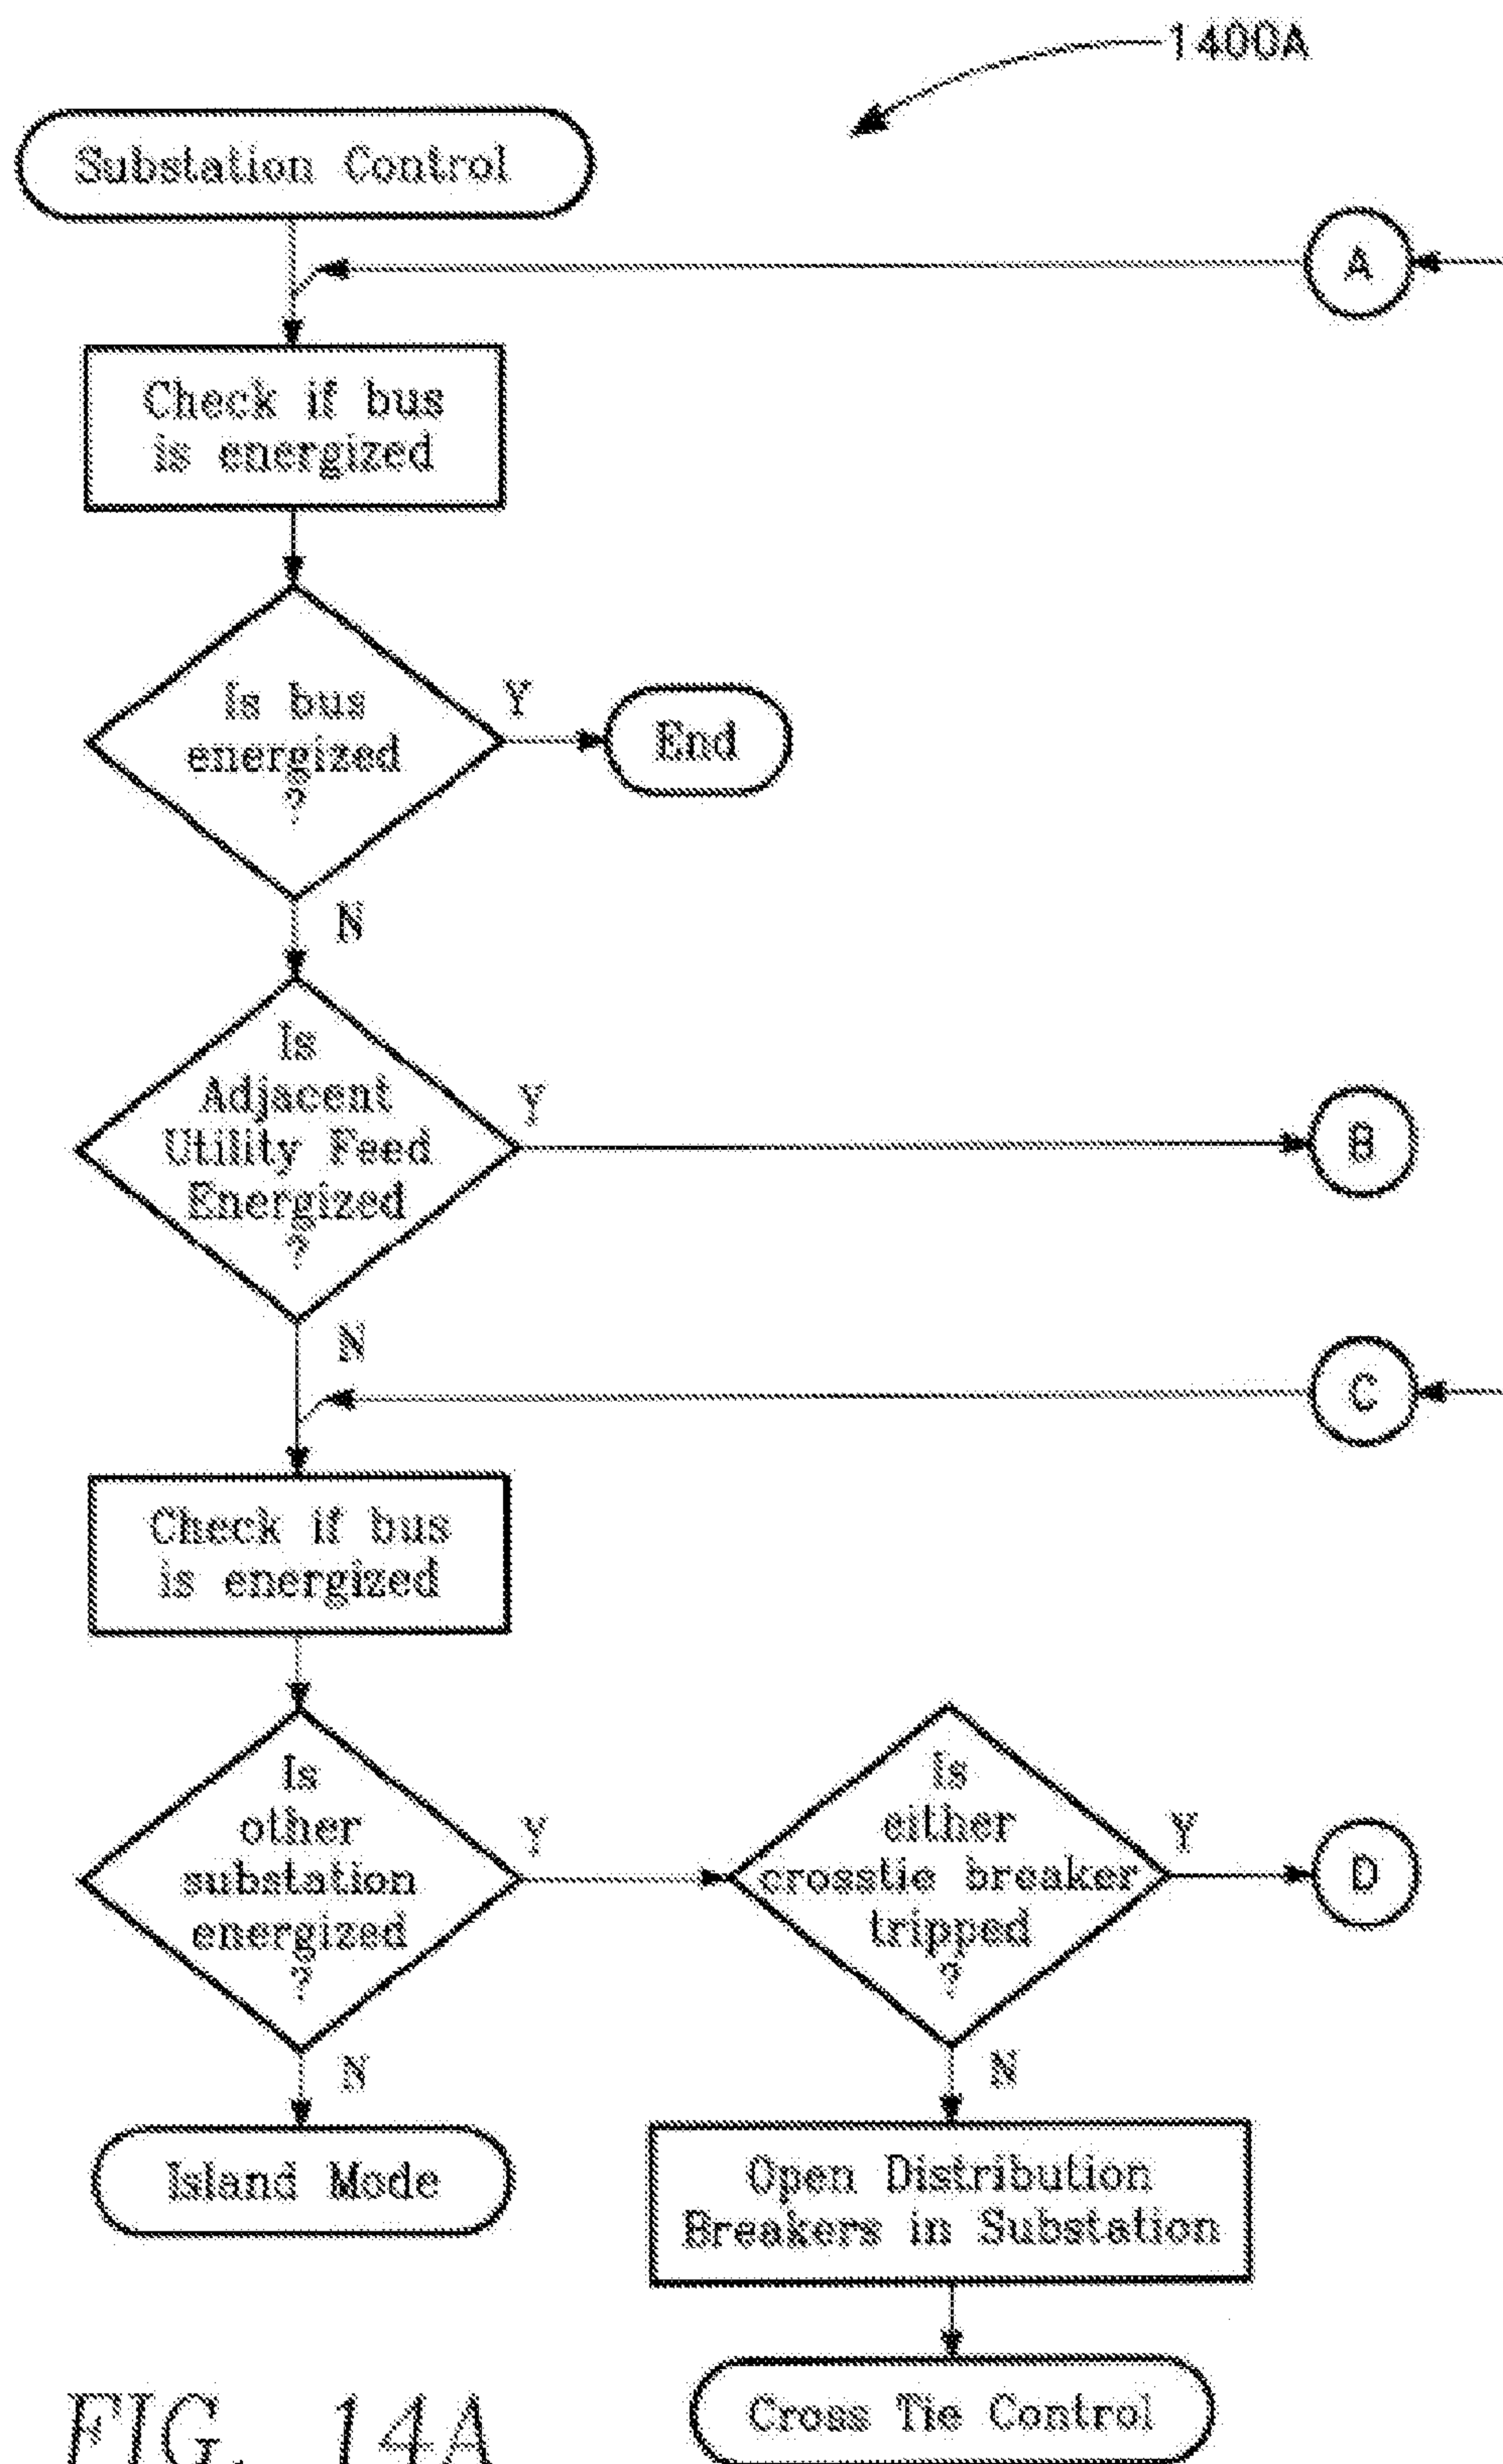 1400A
Substation Control
A
Check if bus
is energized
Is bus
energized
?
Y
End
N
Is
Adjacent
Utility Feed
Energized
?
Y
B
N
C
Check if bus
is energized
Is
other
substation
energized
?
Y
Is
either
crosstie breaker
tripped
?
Y
D
N
N
Island Mode
Open Distribution
Breakers in Substation
Cross Tie Control
FIG. 14A